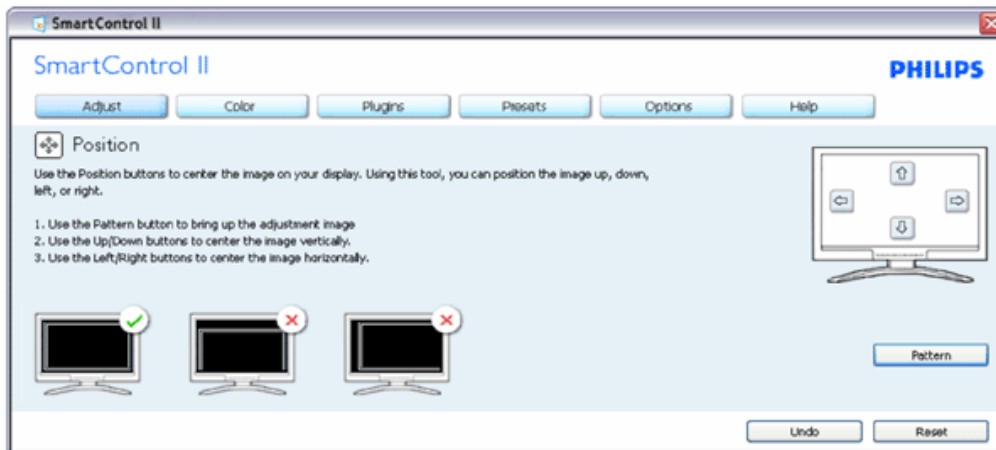 SmartControl II
SmartControl II
PHILIPS
Adjust Color Plugins Presets Options Help
Position
Use the Position buttons to center the image on your display. Using this tool, you can position the image up, down,
left, or right.
1. Use the Pattern button to bring up the adjustment image
2. Use the Up/Down buttons to center the image vertically.
3. Use the Left/Right buttons to center the image horizontally.
Pattern
Undo Reset